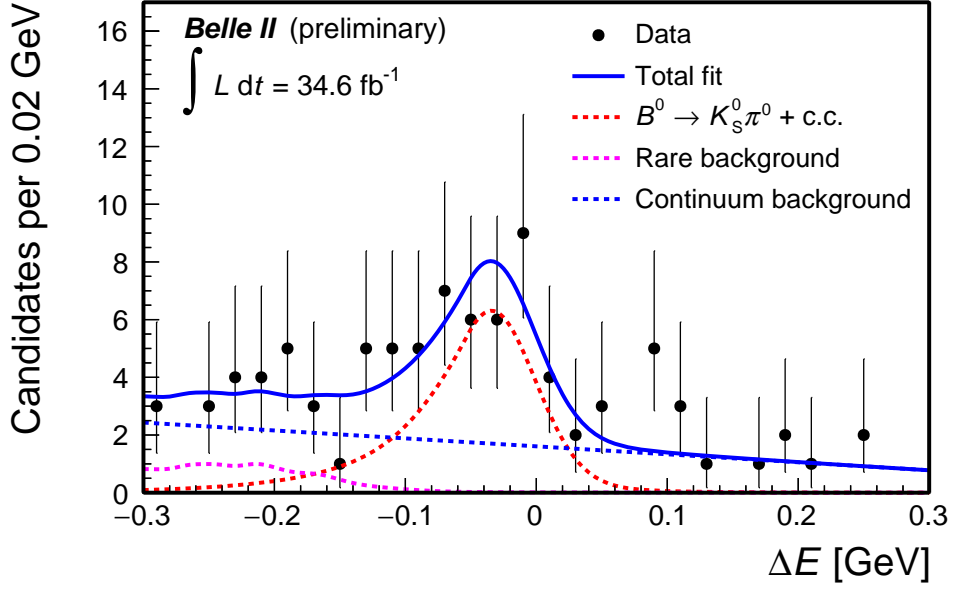 Candidates per 0.02 GeV
16
14
12
10
8
6
4
2
0
Belle II (preliminary)
∫ L dt = 34.6 fb⁻¹
Data
Total fit
B⁰ → K⁰_S π⁰ + c.c.
Rare background
Continuum background
−0.3 −0.2 −0.1 0 0.1 0.2 0.3
ΔE [GeV]